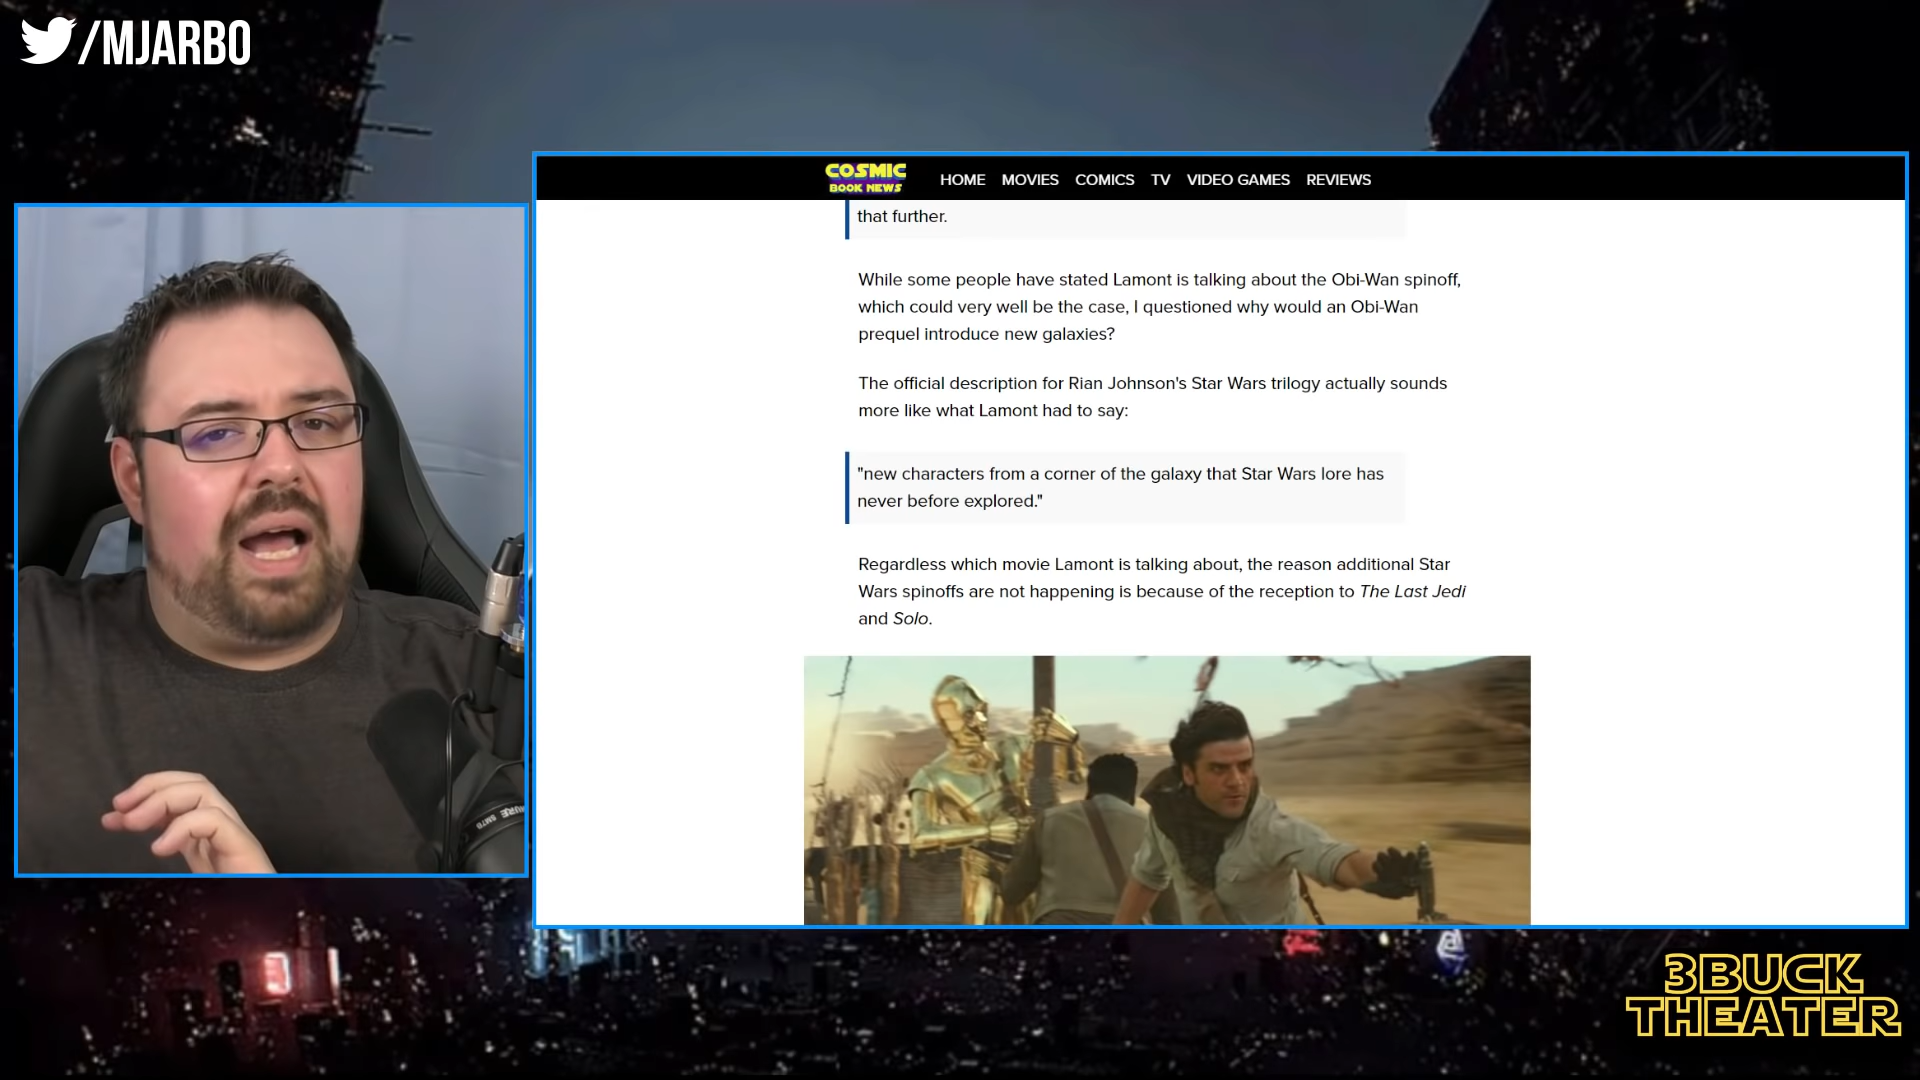 /MJARBO
COSMIC
BOOK NEWS
HOME MOVIES COMICS TV VIDEO GAMES REVIEWS
that further.
While some people have stated Lamont is talking about the Obi-Wan spinoff,
which could very well be the case, I questioned why would an Obi-Wan
prequel introduce new galaxies?
The official description for Rian Johnson's Star Wars trilogy actually sounds
more like what Lamont had to say:
"new characters from a corner of the galaxy that Star Wars lore has
never before explored."
Regardless which movie Lamont is talking about, the reason additional Star
Wars spinoffs are not happening is because of the reception to The Last Jedi
and Solo.
SHURE
SM7B
3BUCK
THEATER